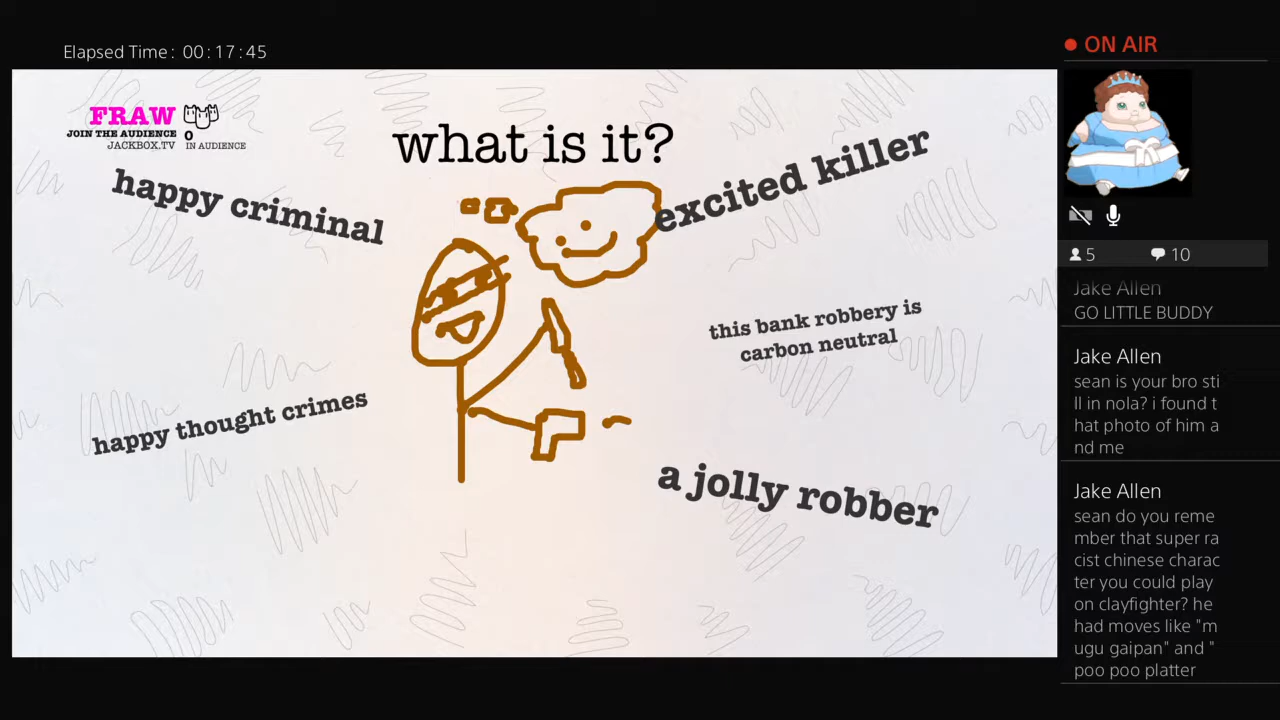 Elapsed Time: 00:17:45
ON AIR
FRAW
JOIN THE AUDIENCE
JACKBOX.TV
0
IN AUDIENCE
what is it?
happy criminal
excited killer
this bank robbery is
carbon neutral
happy thought crimes
a jolly robber
5
10
Jake Allen
GO LITTLE BUDDY
Jake Allen
sean is your bro sti
ll in nola? i found t
hat photo of him a
nd me
Jake Allen
sean do you reme
mber that super ra
cist chinese charac
ter you could play
on clayfighter? he
had moves like "m
ugu gaipan" and "
poo poo platter